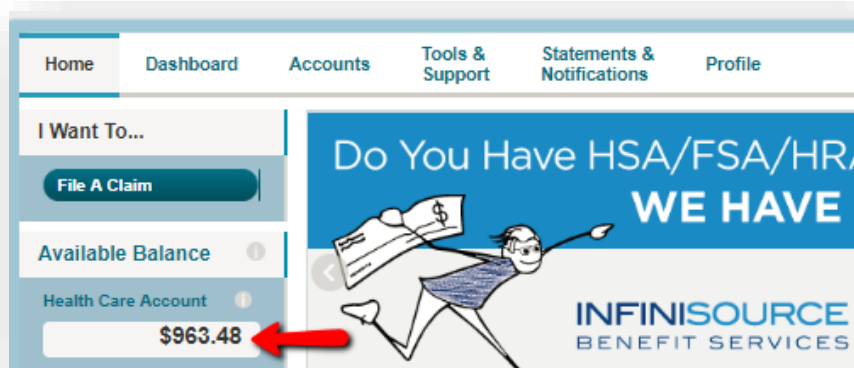 Home
Dashboard
Accounts
Tools &
Support
Statements &
Notifications
Profile
I Want To...
File A Claim
Available Balance
Health Care Account
$963.48
Do You Have HSA/FSA/HRA
WE HAVE
$
INFINISOURCE
BENEFIT SERVICES